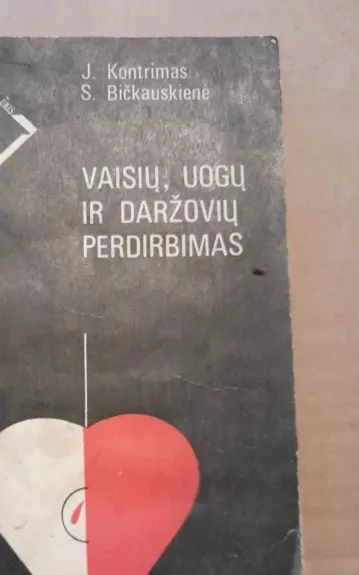 J. Kontrimas
S. Bičkauskienė
VAISIŲ, UOGŲ
IR DARŽOVIŲ
PERDIRBIMAS